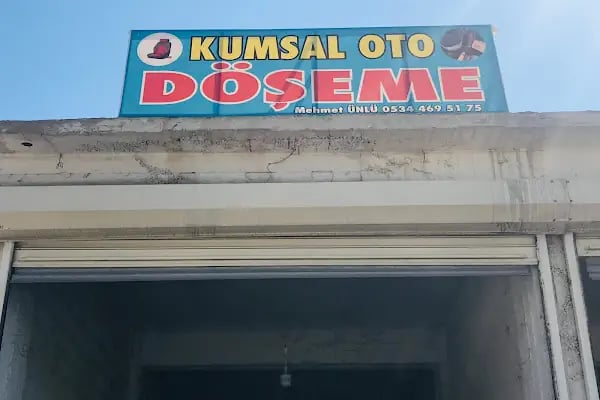 KUMSAL OTO
DÖŞEME
Mehmet ÜNLÜ 0534 469 51 75